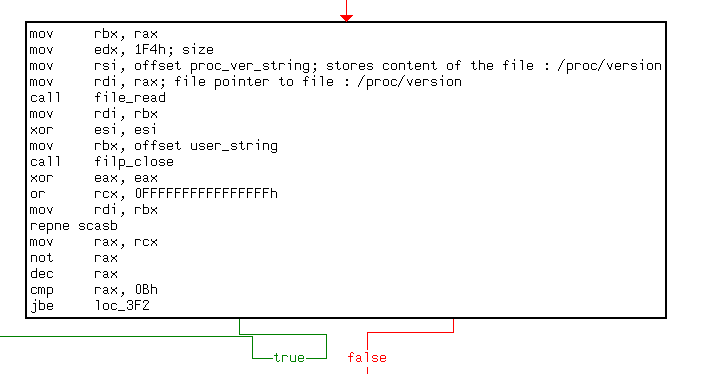 mov rbx, rax
mov edx, 1F4h; size
mov rsi, offset proc_ver_string; stores content of the file : /proc/version
mov rdi, rax; file pointer to file : /proc/version
call file_read
mov rdi, rbx
xor esi, esi
mov rbx, offset user_string
call filp_close
xor eax, eax
or rcx, 0FFFFFFFFFFFFFFFFh
mov rdi, rbx
repne scasb
mov rax, rcx
not rax
dec rax
cmp rax, 0Bh
jbe loc_3F2
true false